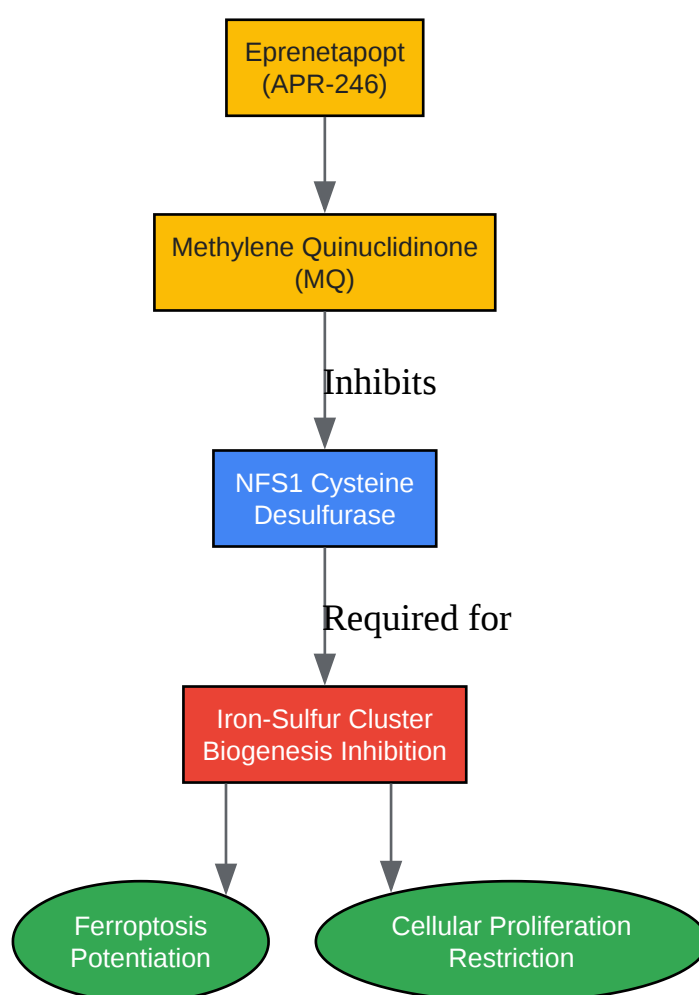 Eprenetapopt
(APR-246)
Methylene Quinuclidinone
(MQ)
Inhibits
NFS1 Cysteine
Desulfurase
Required for
Iron-Sulfur Cluster
Biogenesis Inhibition
Ferroptosis
Potentiation
Cellular Proliferation
Restriction